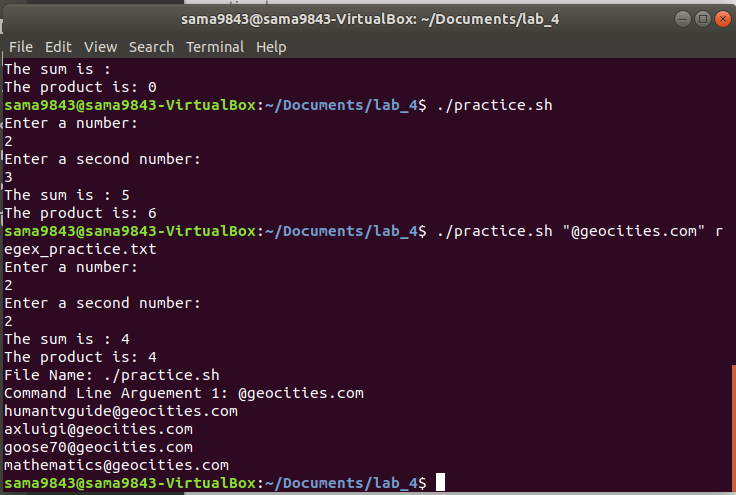 sama9843@sama9843-VirtualBox: ~/Documents/lab_4
File Edit View Search Terminal Help
The sum is :
The product is: 0
sama9843@sama9843-VirtualBox:~/Documents/lab_4$ ./practice.sh
Enter a number:
2
Enter a second number:
3
The sum is : 5
The product is: 6
sama9843@sama9843-VirtualBox:~/Documents/lab_4$ ./practice.sh "@geocities.com" r
egex_practice.txt
Enter a number:
2
Enter a second number:
2
The sum is : 4
The product is: 4
File Name: ./practice.sh
Command Line Arguement 1: @geocities.com
humantvguide@geocities.com
axluigi@geocities.com
goose70@geocities.com
mathematics@geocities.com
sama9843@sama9843-VirtualBox:~/Documents/lab_4$